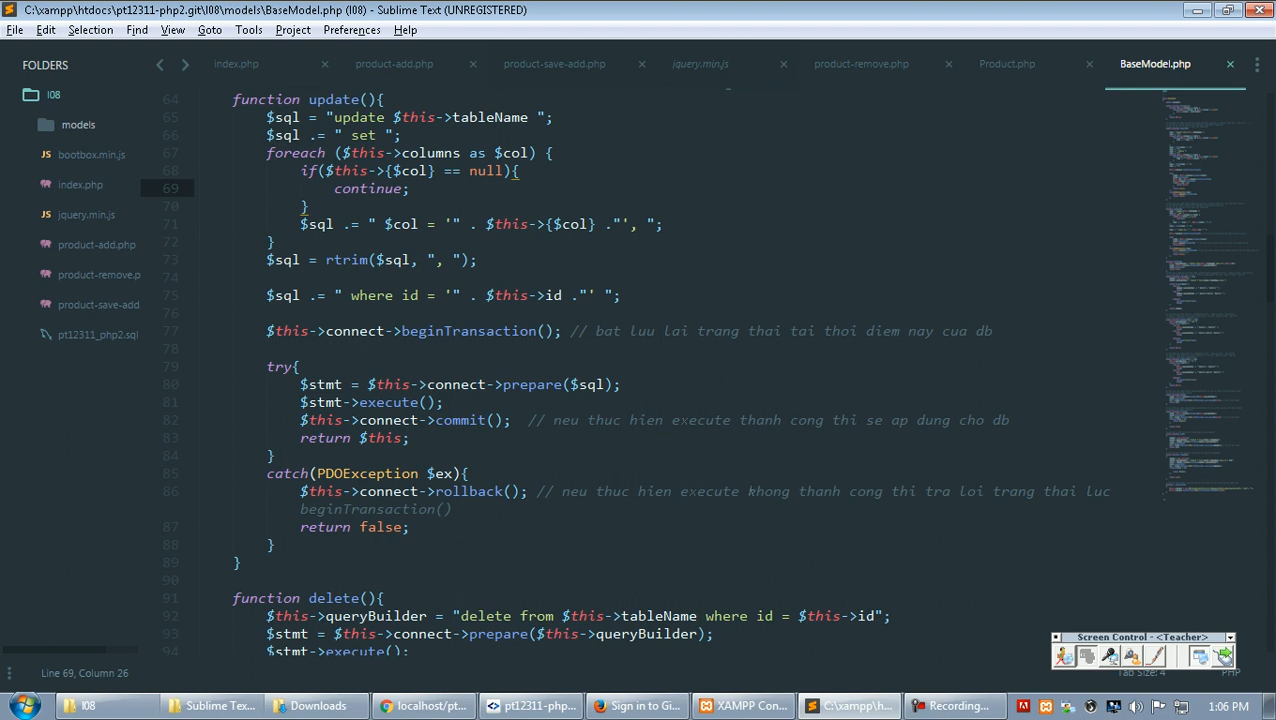 C:\xampp\htdocs\pt12311-php2.git\l08\models\BaseModel.php (l08) - Sublime Text (UNREGISTERED)
File Edit Selection Find View Goto Tools Project Preferences Help
FOLDERS
l08
models
bootbox.min.js
index.php
jquery.min.js
product-add.php
product-remove.p
product-save-add
pt12311_php2.sql
index.php product-add.php product-save-add.php jquery.min.js product-remove.php Product.php BaseModel.php
64 function update(){
65 $sql = "update $this->tableName ";
66 $sql .= " set ";
67 foreach ($this->columns as $col) {
68 if($this->{$col} == null){
69 continue;
70 }
71 $sql .= " $col = '" . $this->{$col} ."', ";
72 }
73 $sql = rtrim($sql, ", ");
74
75 $sql .= " where id = '" . $this->id ."' ";
76
77 $this->connect->beginTransaction(); // bat luu lai trang thai tai thoi diem nay cua db
78
79 try{
80 $stmt = $this->connect->prepare($sql);
81 $stmt->execute();
82 $this->connect->commit(); // neu thuc hien execute thanh cong thi se ap dung cho db
83 return $this;
84 }
85 catch(PDOException $ex){
86 $this->connect->rollback(); // neu thuc hien execute khong thanh cong thi tra loi trang thai luc
beginTransaction()
87 return false;
88 }
89 }
90
91 function delete(){
92 $this->queryBuilder = "delete from $this->tableName where id = $this->id";
93 $stmt = $this->connect->prepare($this->queryBuilder);
94 $stmt->execute();
Screen Control - <Teacher>
Line 69, Column 26
Tab Size: 4
PHP
l08 Sublime Tex... Downloads localhost/pt... pt12311-php... Sign in to Gi... XAMPP Con... C:\xampp\h... Recording... 1:06 PM